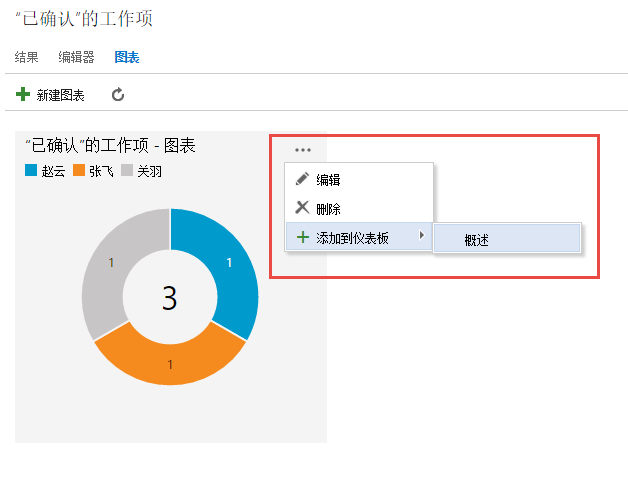 “已确认”的工作项
结果 编辑器 图表
新建图表
“已确认”的工作项 - 图表
赵云 张飞 关羽
编辑
删除
添加到仪表板 概述
1 1
3
1